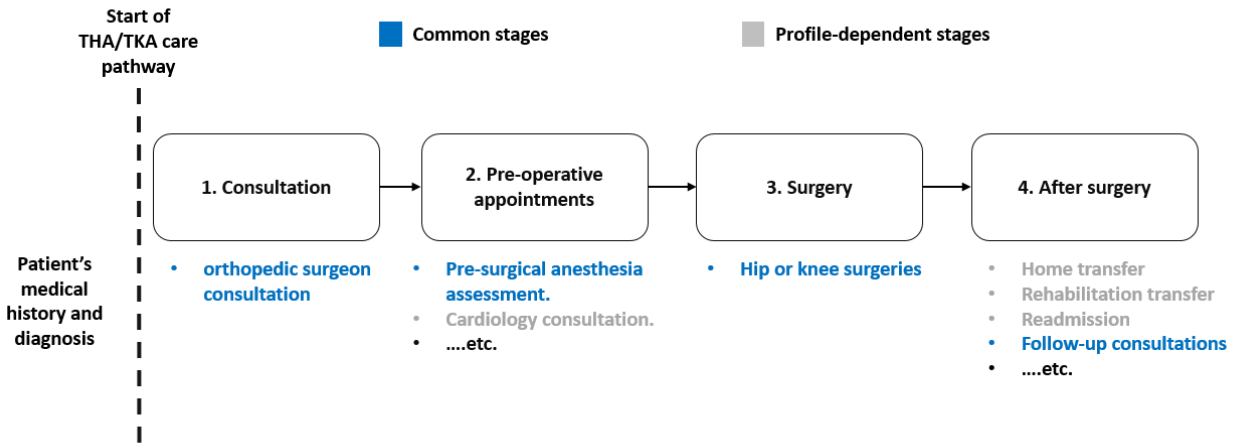 Start of
THA/TKA care
pathway
Common stages
Profile-dependent stages
1. Consultation
2. Pre-operative
appointments
3. Surgery
4. After surgery
Patient's
medical
history and
diagnosis
• orthopedic surgeon
consultation
• Pre-surgical anesthesia
assessment.
• Cardiology consultation.
• ....etc.
• Hip or knee surgeries
• Home transfer
• Rehabilitation transfer
• Readmission
• Follow-up consultations
• ....etc.